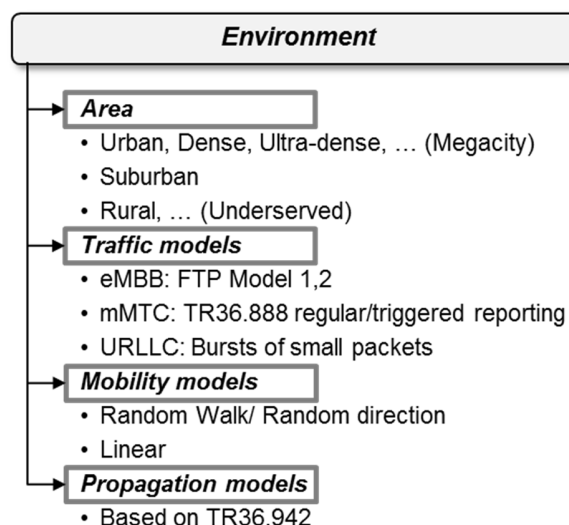 Environment
Area
• Urban, Dense, Ultra-dense, … (Megacity)
• Suburban
• Rural, … (Underserved)
Traffic models
• eMBB: FTP Model 1,2
• mMTC: TR36.888 regular/triggered reporting
• URLLC: Bursts of small packets
Mobility models
• Random Walk/ Random direction
• Linear
Propagation models
• Based on TR36.942